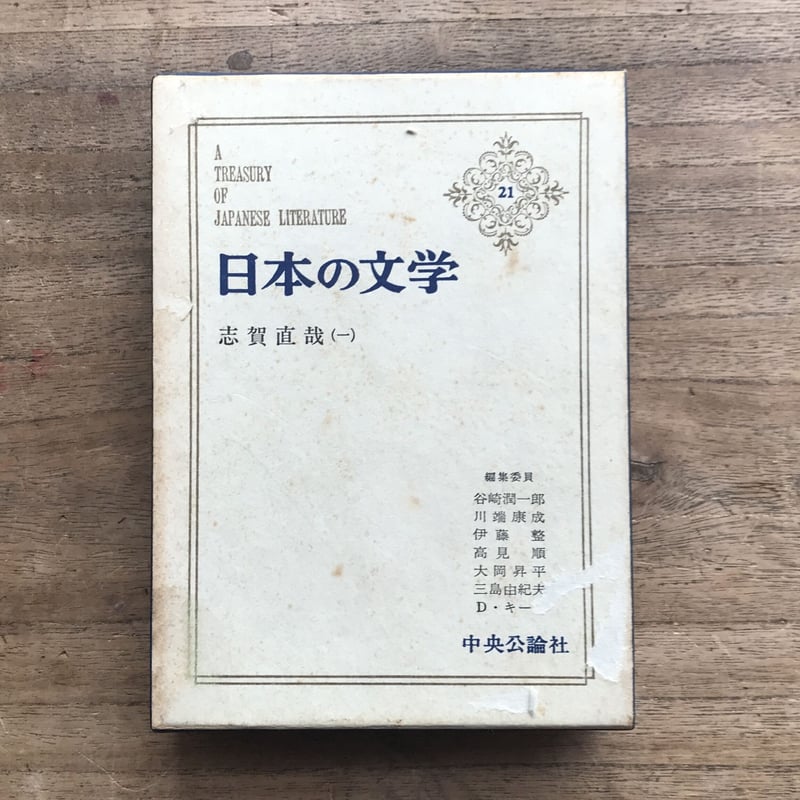 A
TREASURY
OF
JAPANESE LITERATURE
21
日本の文学
志賀直哉(一)
編集委員
谷崎潤一郎
川端康成
伊藤整
高見順
大岡昇平
三島由紀夫
D・キー
中央公論社